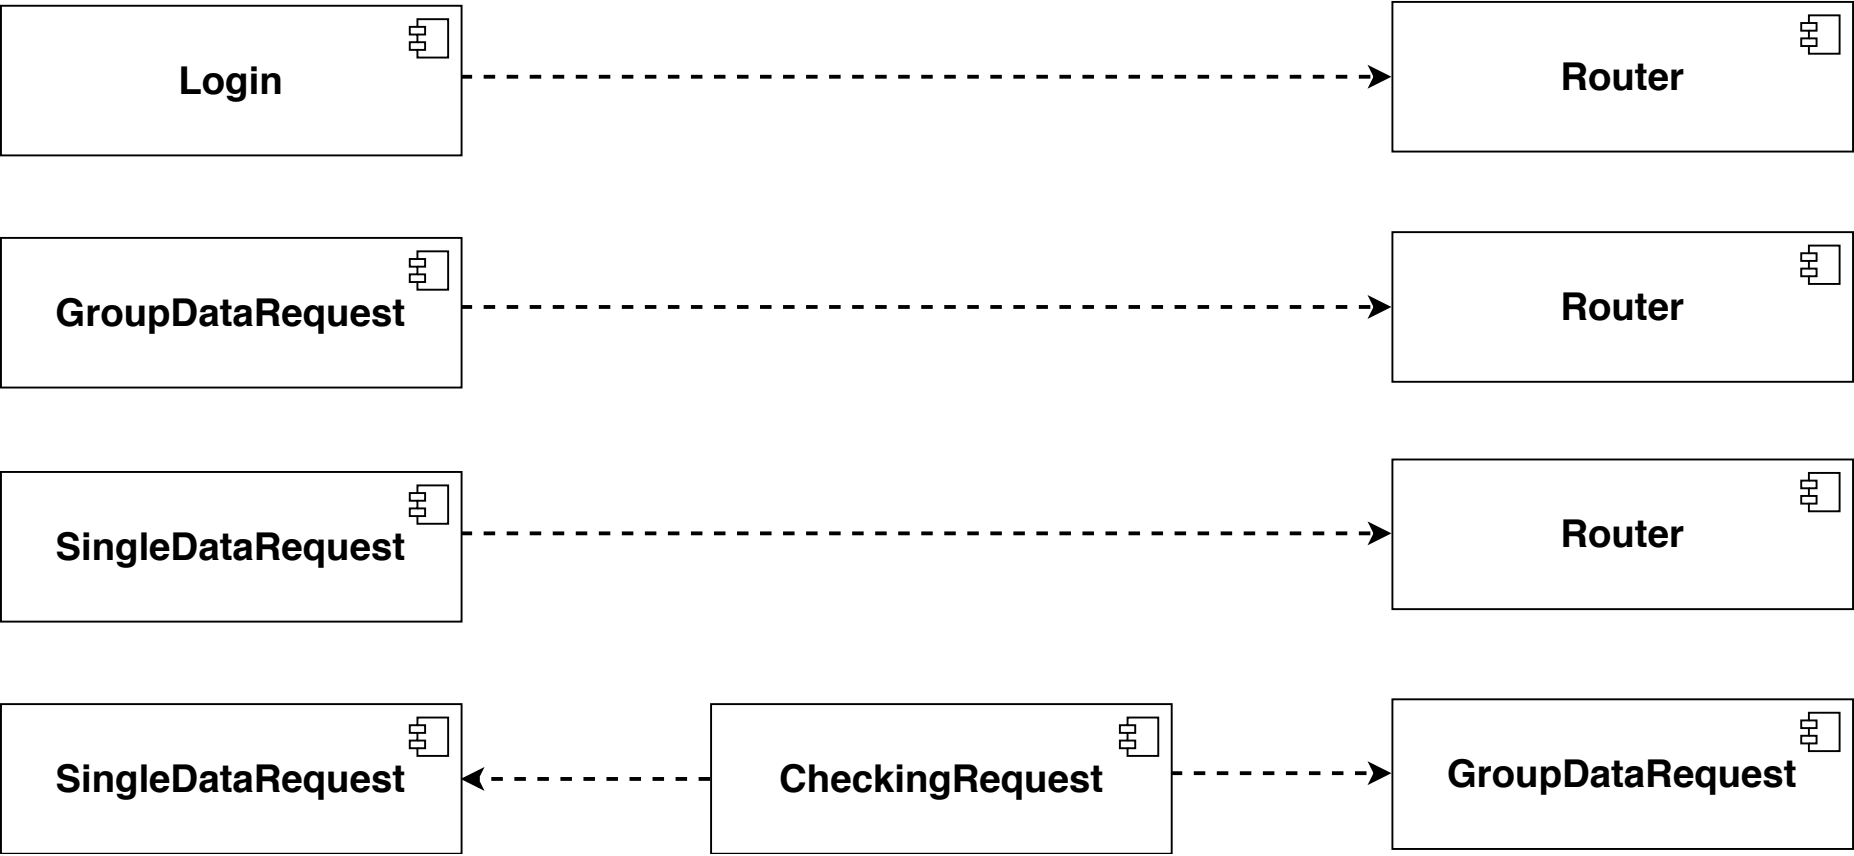 Login
Router
GroupDataRequest
Router
SingleDataRequest
Router
SingleDataRequest
CheckingRequest
GroupDataRequest